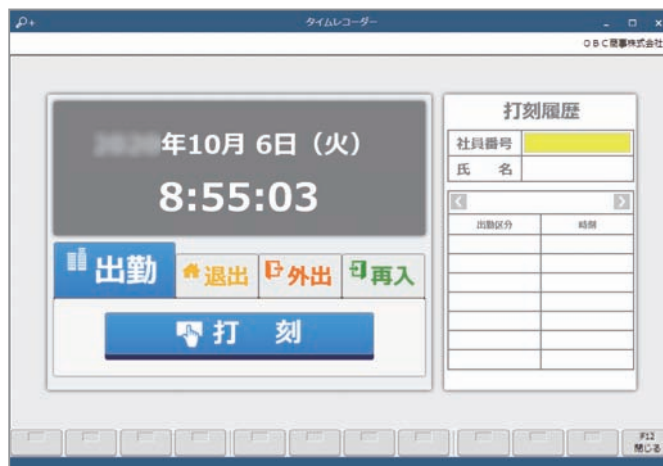 タイムレコーダー
OBC商事株式会社
年10月 6日（火）
8:55:03
出勤
退出
外出
再入
打 刻
打刻履歴
社員番号
氏 名
出勤区分 時刻
F12
閉じる